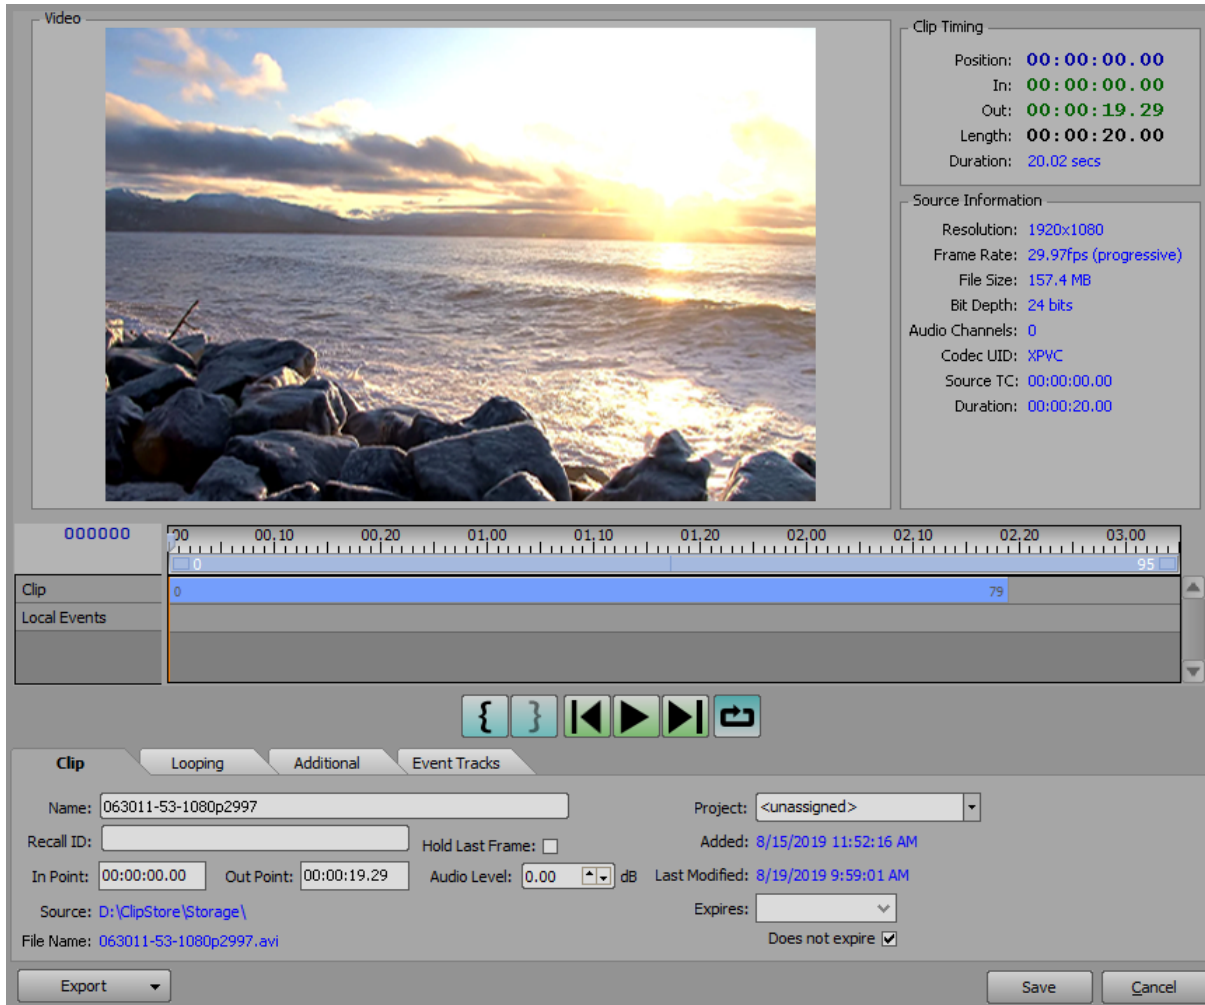 Video
Clip Timing
Position: 00:00:00.00
In: 00:00:00.00
Out: 00:00:19.29
Length: 00:00:20.00
Duration: 20.02 secs
Source Information
Resolution: 1920x1080
Frame Rate: 29.97fps (progressive)
File Size: 157.4 MB
Bit Depth: 24 bits
Audio Channels: 0
Codec UID: XPVC
Source TC: 00:00:00.00
Duration: 00:00:20.00
000000
00 00.10 00.20 01.00 01.10 01.20 02.00 02.10 02.20 03.00
0 95
Clip 0 79
Local Events
Clip Looping Additional Event Tracks
Name: 063011-53-1080p2997
Project: <unassigned>
Recall ID:
Hold Last Frame:
Added: 8/15/2019 11:52:16 AM
In Point: 00:00:00.00 Out Point: 00:00:19.29 Audio Level: 0.00 dB
Last Modified: 8/19/2019 9:59:01 AM
Source: D:\ClipStore\Storage\
Expires:
File Name: 063011-53-1080p2997.avi
Does not expire
Export
Save Cancel